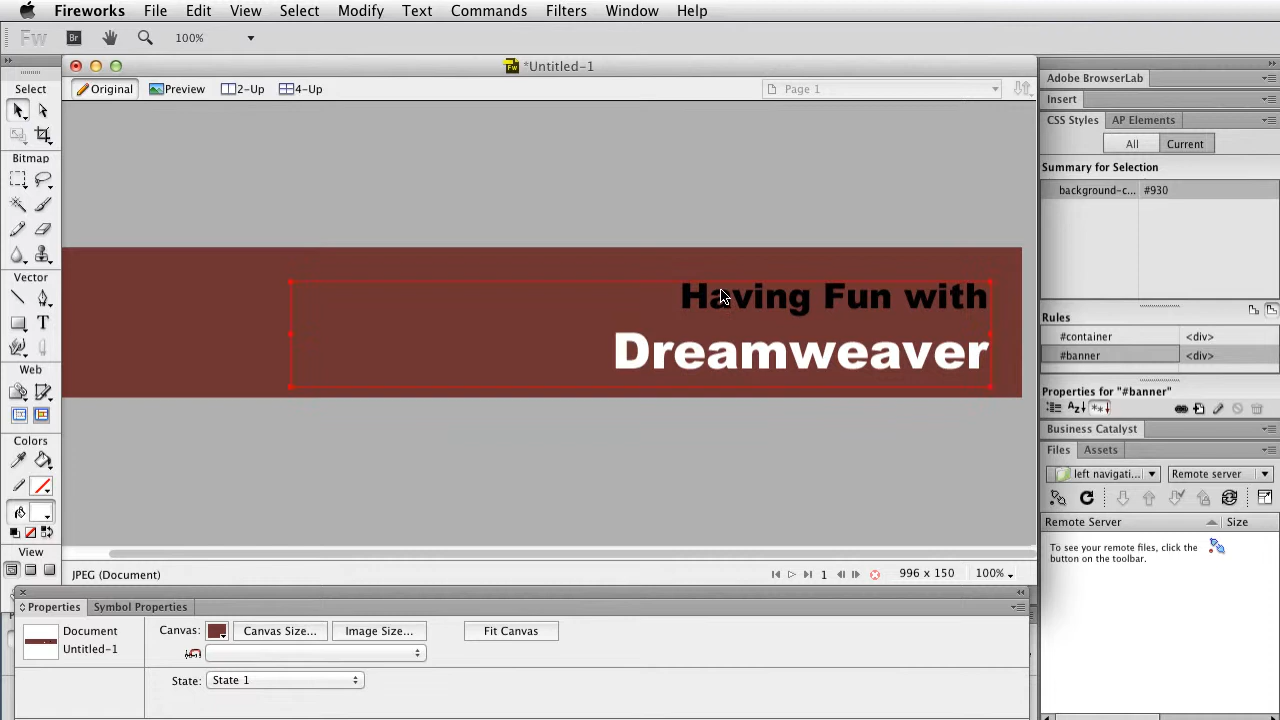 Fireworks File Edit View Select Modify Text Commands Filters Window Help
Fw Br 100%
*Untitled-1
Original Preview 2-Up 4-Up Page 1
Select
Bitmap
Vector
Web
Colors
View
Having Fun with
Dreamweaver
JPEG (Document) 1 996 x 150 100%
Properties Symbol Properties
Document
Untitled-1
Canvas: Canvas Size... Image Size... Fit Canvas
State: State 1
Adobe BrowserLab
Insert
CSS Styles AP Elements
All Current
Summary for Selection
background-c... #930
Rules
#container <div>
#banner <div>
Properties for "#banner"
Business Catalyst
Files Assets
left navigati... Remote server
Remote Server Size
To see your remote files, click the
button on the toolbar.